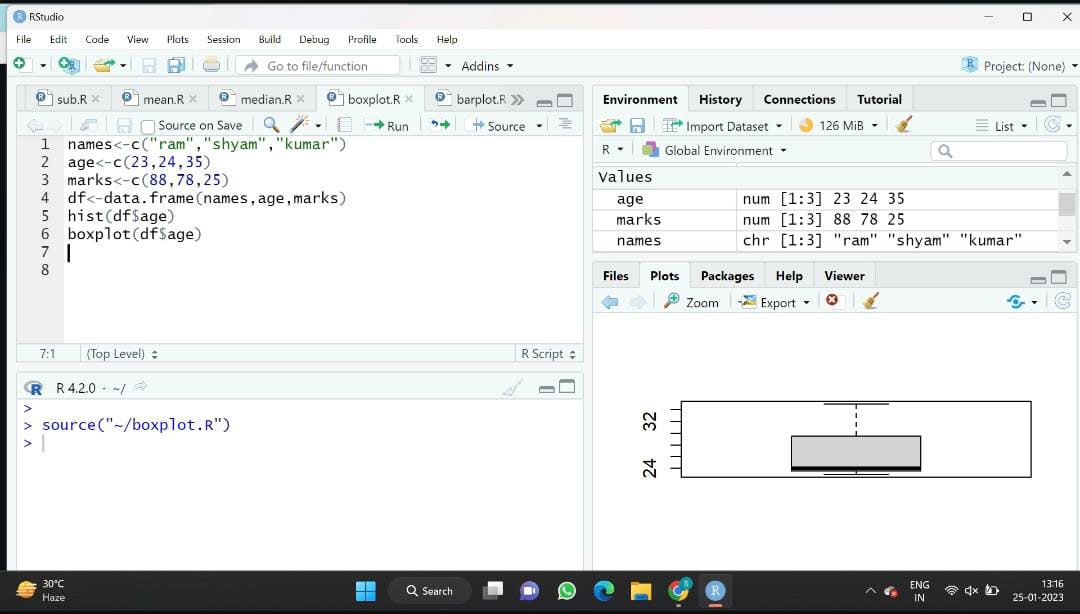 RStudio
File Edit Code View Plots Session Build Debug Profile Tools Help
Go to file/function Addins Project: (None)
sub.R mean.R median.R boxplot.R barplot.R
Source on Save Run Source
1 names<-c("ram","shyam","kumar")
2 age<-c(23,24,35)
3 marks<-c(88,78,25)
4 df<-data.frame(names,age,marks)
5 hist(df$age)
6 boxplot(df$age)
7
8
7:1 (Top Level) R Script
R 4.2.0 · ~/
>
> source("~/boxplot.R")
>
Environment History Connections Tutorial
Import Dataset 126 MiB List
R Global Environment
Values
age num [1:3] 23 24 35
marks num [1:3] 88 78 25
names chr [1:3] "ram" "shyam" "kumar"
Files Plots Packages Help Viewer
Zoom Export
32
24
30°C
Haze
Search
ENG
IN
13:16
25-01-2023